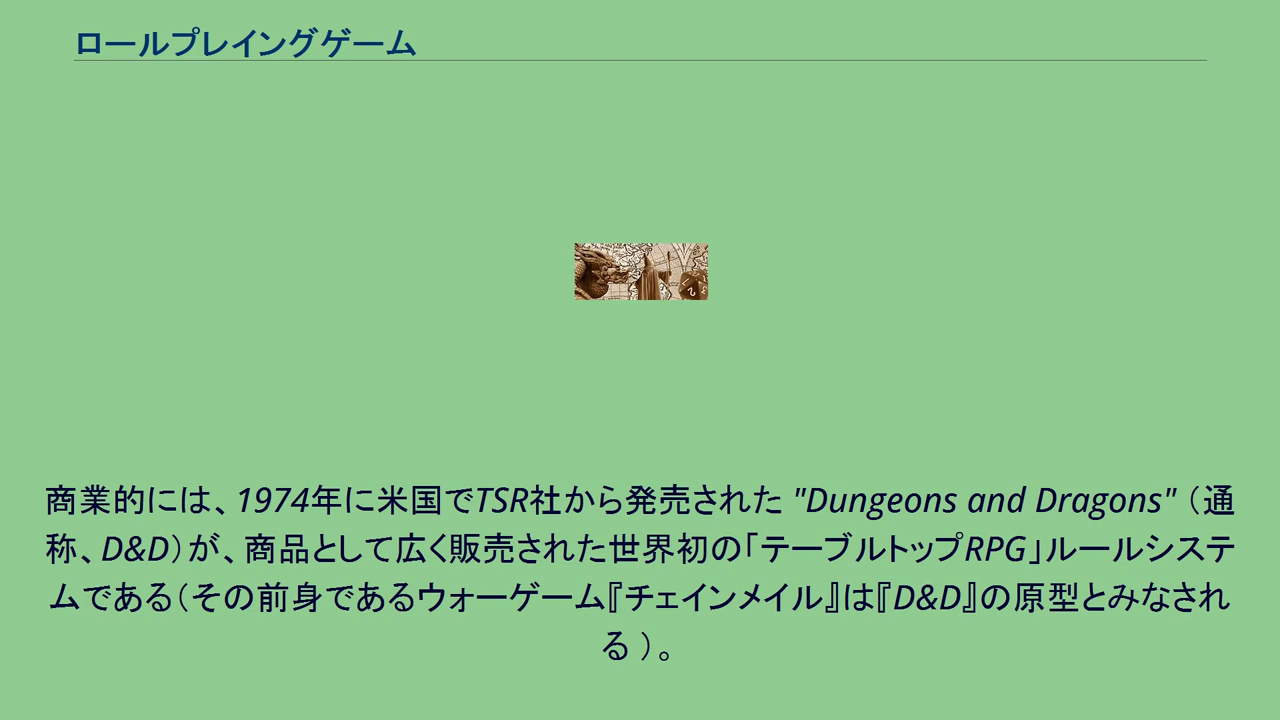 ロールプレイングゲーム
商業的には、1974年に米国でTSR社から発売された "Dungeons and Dragons" （通
称、D&D）が、商品として広く販売された世界初の「テーブルトップRPG」ルールシステ
ムである（その前身であるウォーゲーム『チェインメイル』は『D&D』の原型とみなされ
る ）。